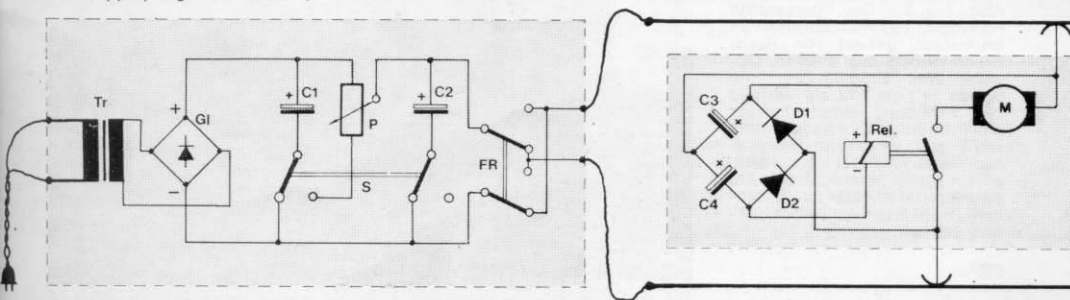 Tr
+
Gl
−
+
C1
P
S
+
C2
FR
C3
×
D1
×
C4
D2
+
Rel.
−
M